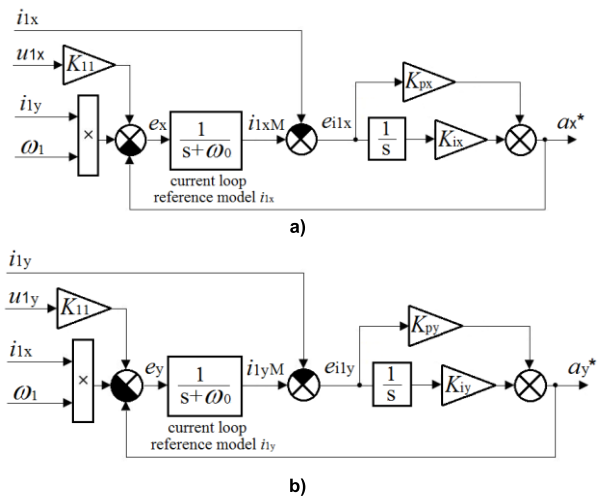 i1x
u1x
K11
i1y
ω1
×
ex
1
s+ω0
i1xM
ei1x
Kpx
1
s
Kix
ax*
current loop
reference model i1x
a)
i1y
u1y
K11
i1x
ω1
×
ey
1
s+ω0
i1yM
ei1y
Kpy
1
s
Kiy
ay*
current loop
reference model i1y
b)